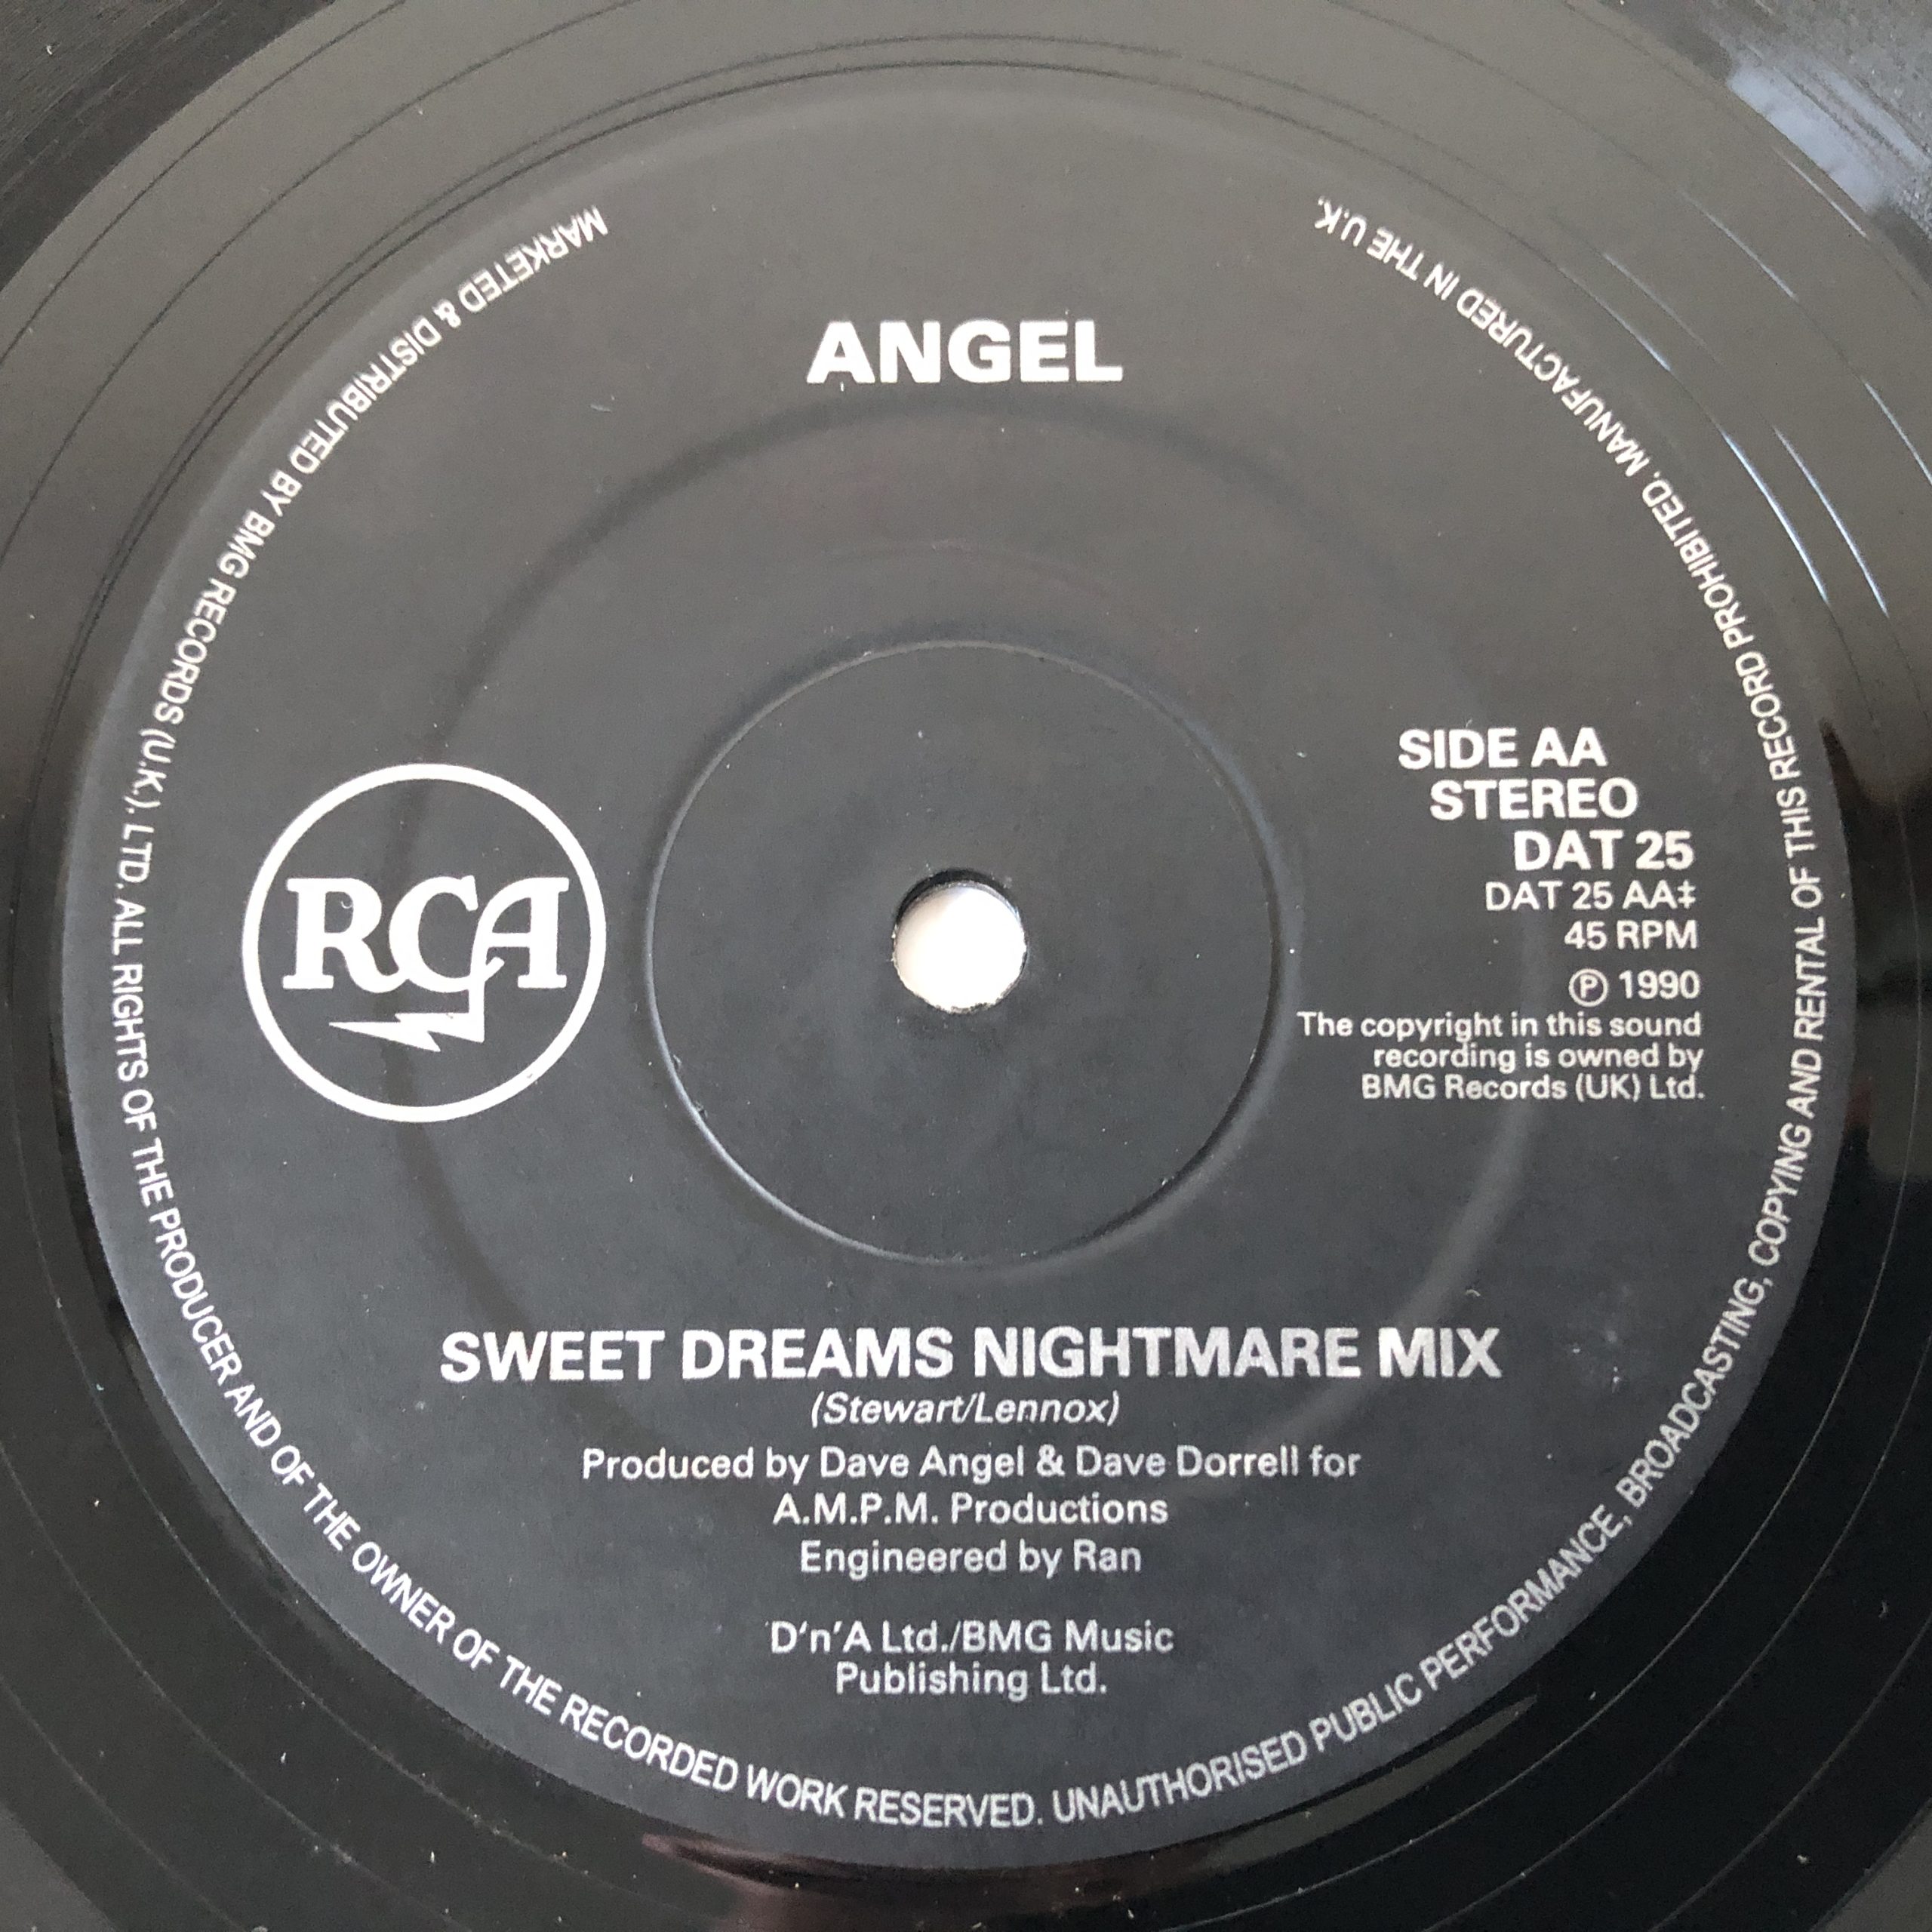 ANGEL
RCA
SIDE AA
STEREO
DAT 25
DAT 25 AA‡
45 RPM
℗ 1990
The copyright in this sound
recording is owned by
BMG Records (UK) Ltd.
SWEET DREAMS NIGHTMARE MIX
(Stewart/Lennox)
Produced by Dave Angel & Dave Dorrell for
A.M.P.M. Productions
Engineered by Ran
D'n'A Ltd./BMG Music
Publishing Ltd.
MARKETED & DISTRIBUTED BY BMG RECORDS (U.K.). LTD. ALL RIGHTS OF THE PRODUCER AND OF THE OWNER OF THE RECORDED WORK RESERVED. UNAUTHORISED PUBLIC PERFORMANCE, BROADCASTING, COPYING AND RENTAL OF THIS RECORD PROHIBITED. MANUFACTURED IN THE U.K.